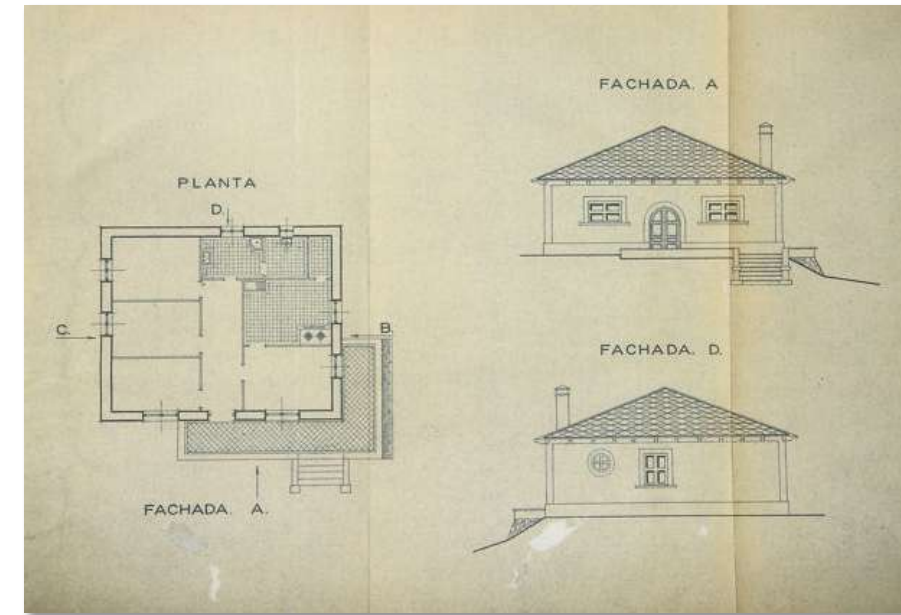 PLANTA
D.
C.
B.
FACHADA. A.
FACHADA. A
FACHADA. D.